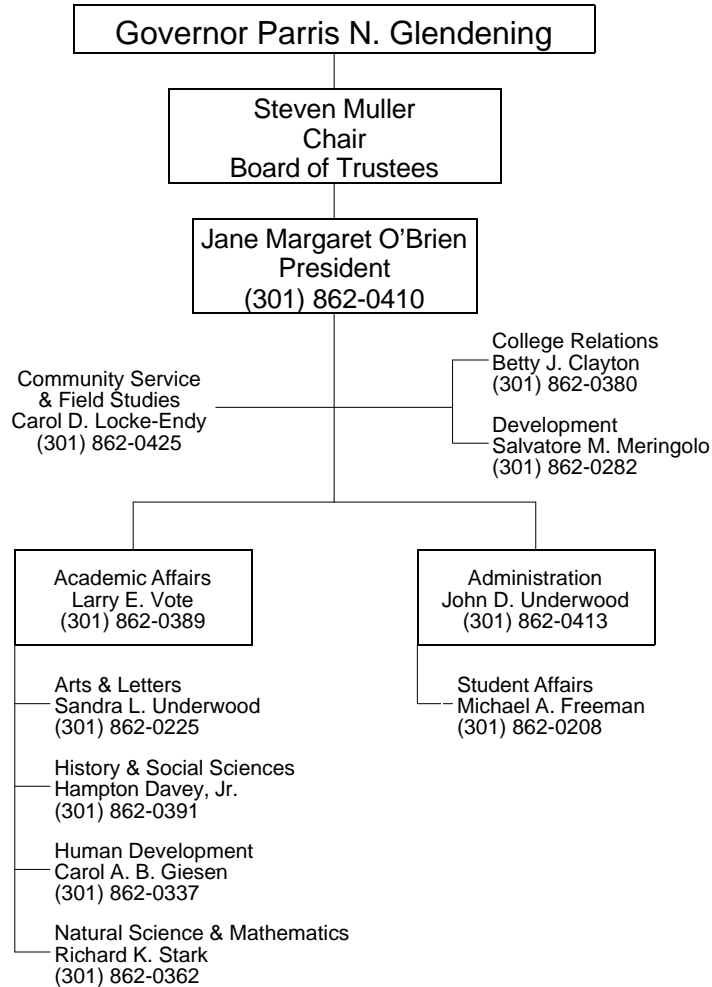 Governor Parris N. Glendening
Steven Muller
Chair
Board of Trustees
Jane Margaret O’Brien
President
(301) 862-0410
Community Service
& Field Studies
Carol D. Locke-Endy
(301) 862-0425
College Relations
Betty J. Clayton
(301) 862-0380
Development
Salvatore M. Meringolo
(301) 862-0282
Academic Affairs
Larry E. Vote
(301) 862-0389
Arts & Letters
Sandra L. Underwood
(301) 862-0225
History & Social Sciences
Hampton Davey, Jr.
(301) 862-0391
Human Development
Carol A. B. Giesen
(301) 862-0337
Natural Science & Mathematics
Richard K. Stark
(301) 862-0362
Administration
John D. Underwood
(301) 862-0413
Student Affairs
Michael A. Freeman
(301) 862-0208